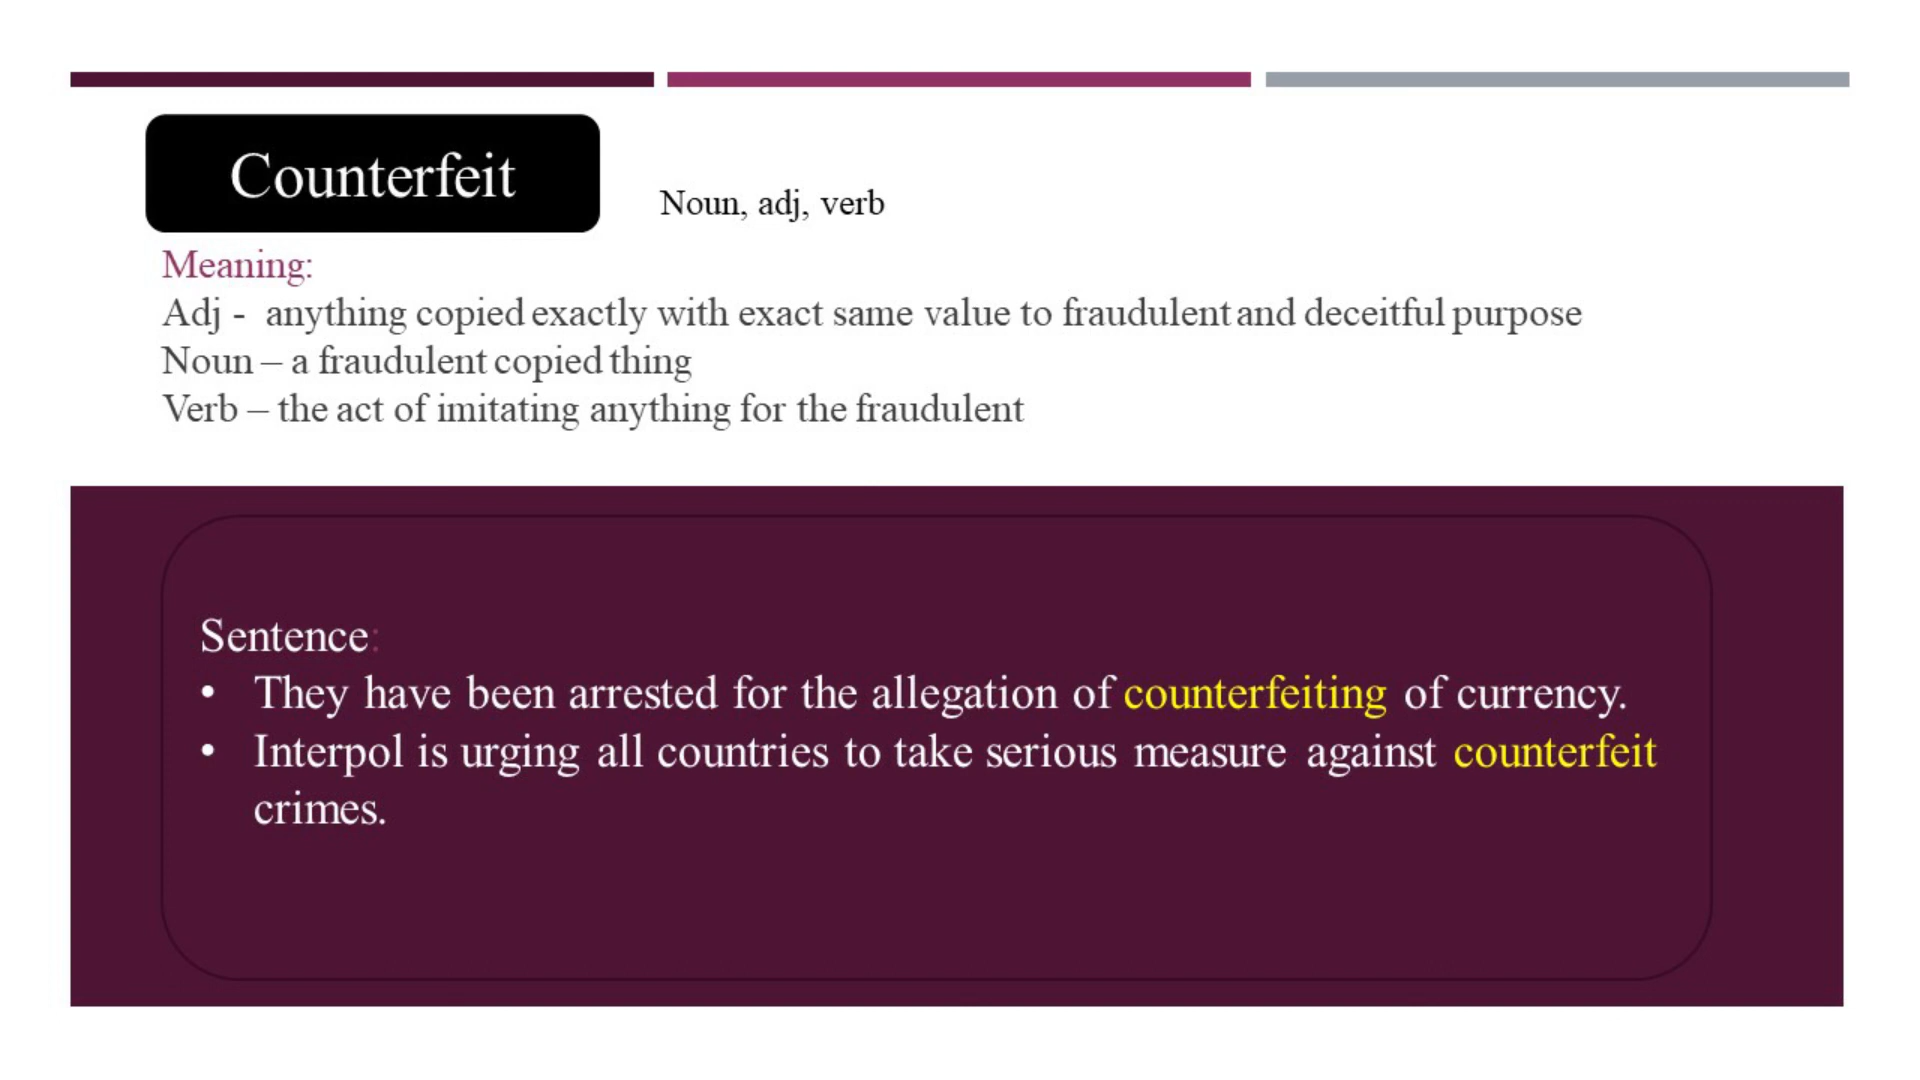 Counterfeit
Noun, adj, verb
Meaning:
Adj - anything copied exactly with exact same value to fraudulent and deceitful purpose
Noun – a fraudulent copied thing
Verb – the act of imitating anything for the fraudulent
Sentence:
• They have been arrested for the allegation of counterfeiting of currency.
• Interpol is urging all countries to take serious measure against counterfeit
crimes.